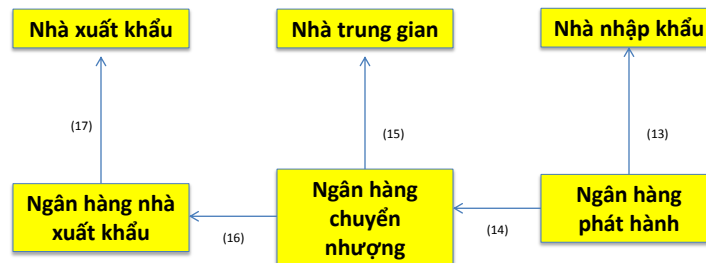 Nhà xuất khẩu
Nhà trung gian
Nhà nhập khẩu
(17)
(15)
(13)
Ngân hàng nhà
xuất khẩu
(16)
Ngân hàng
chuyển
nhượng
(14)
Ngân hàng
phát hành